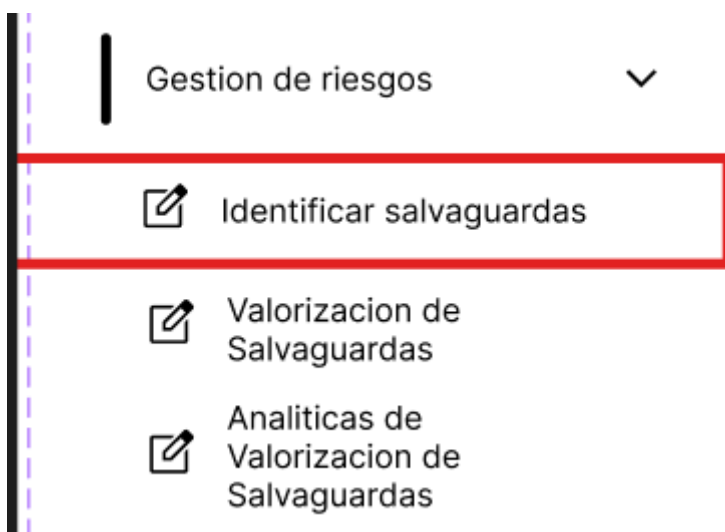 Gestion de riesgos
Identificar salvaguardas
Valorizacion de
Salvaguardas
Analiticas de
Valorizacion de
Salvaguardas